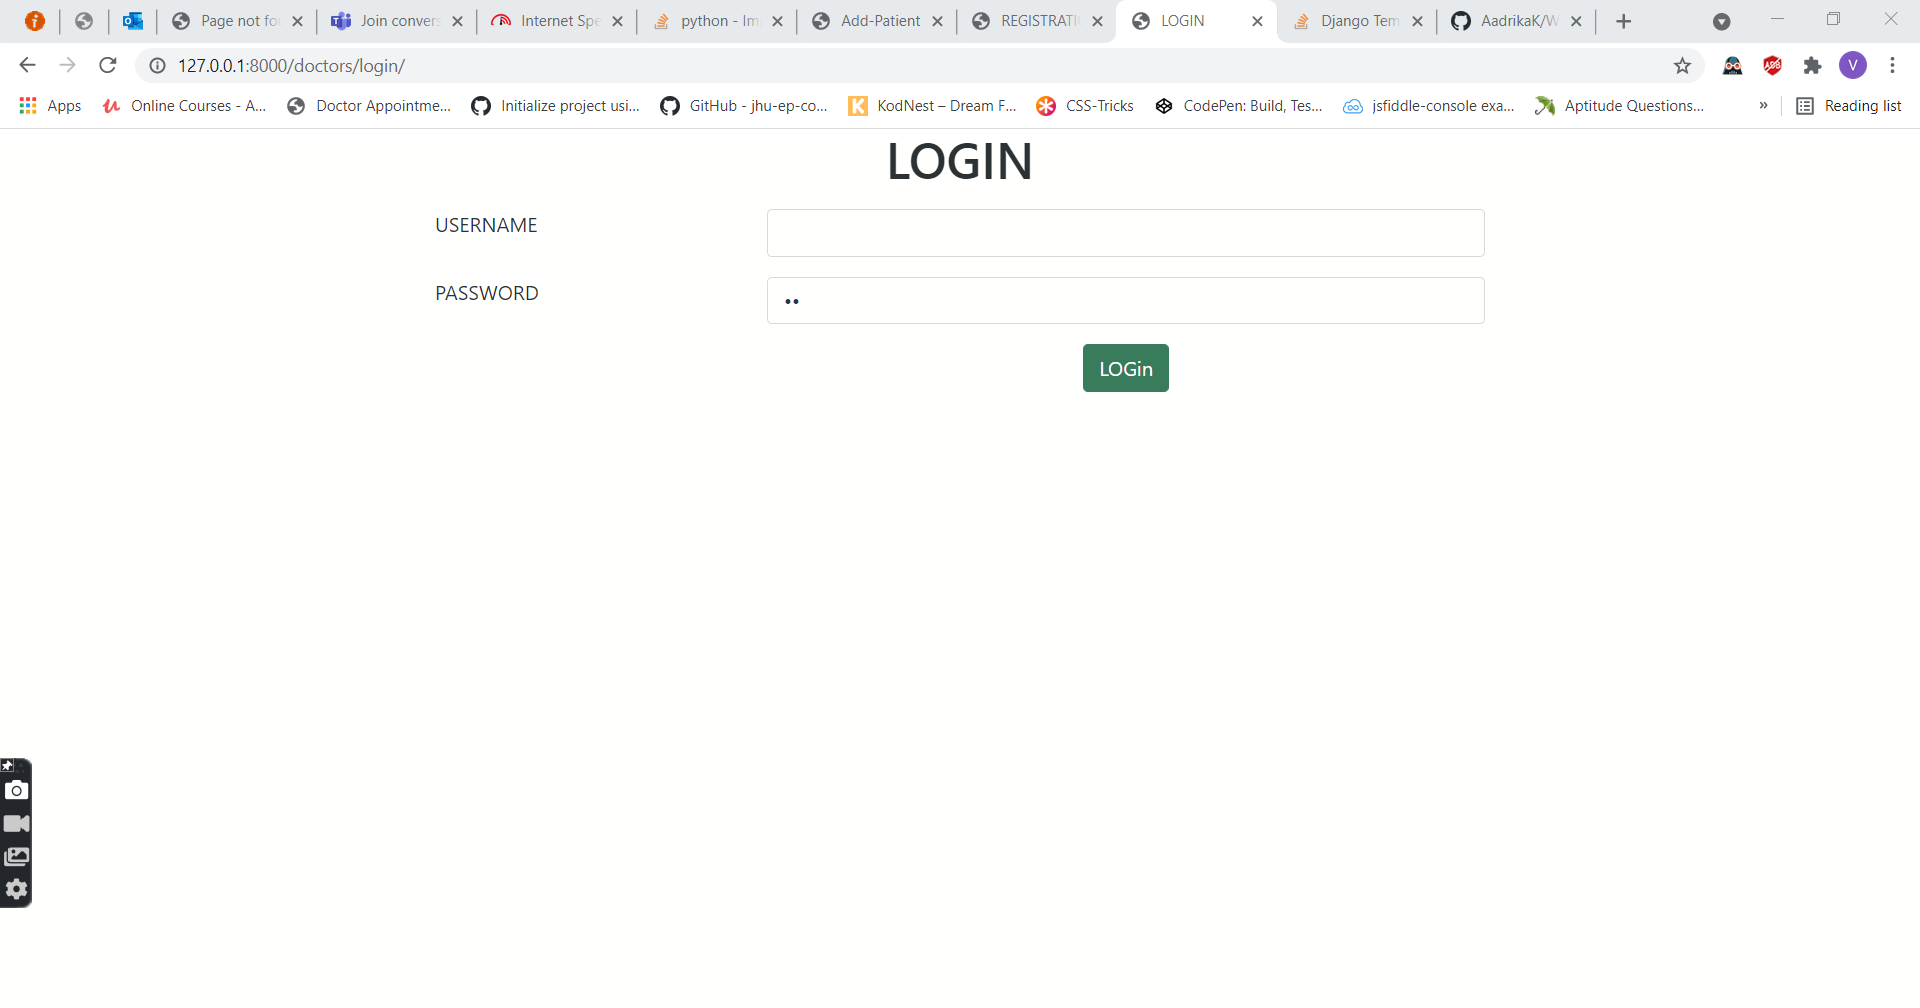 Page not fou
Join convers
Internet Spe
python - Im
Add-Patient
REGISTRATI
LOGIN
Django Tem
AadrikaK/W
127.0.0.1:8000/doctors/login/
V
Apps
Online Courses - A...
Doctor Appointme...
Initialize project usi...
GitHub - jhu-ep-co...
KodNest – Dream F...
CSS-Tricks
CodePen: Build, Tes...
jsfiddle-console exa...
Aptitude Questions...
»
Reading list
LOGIN
USERNAME
PASSWORD
LOGin